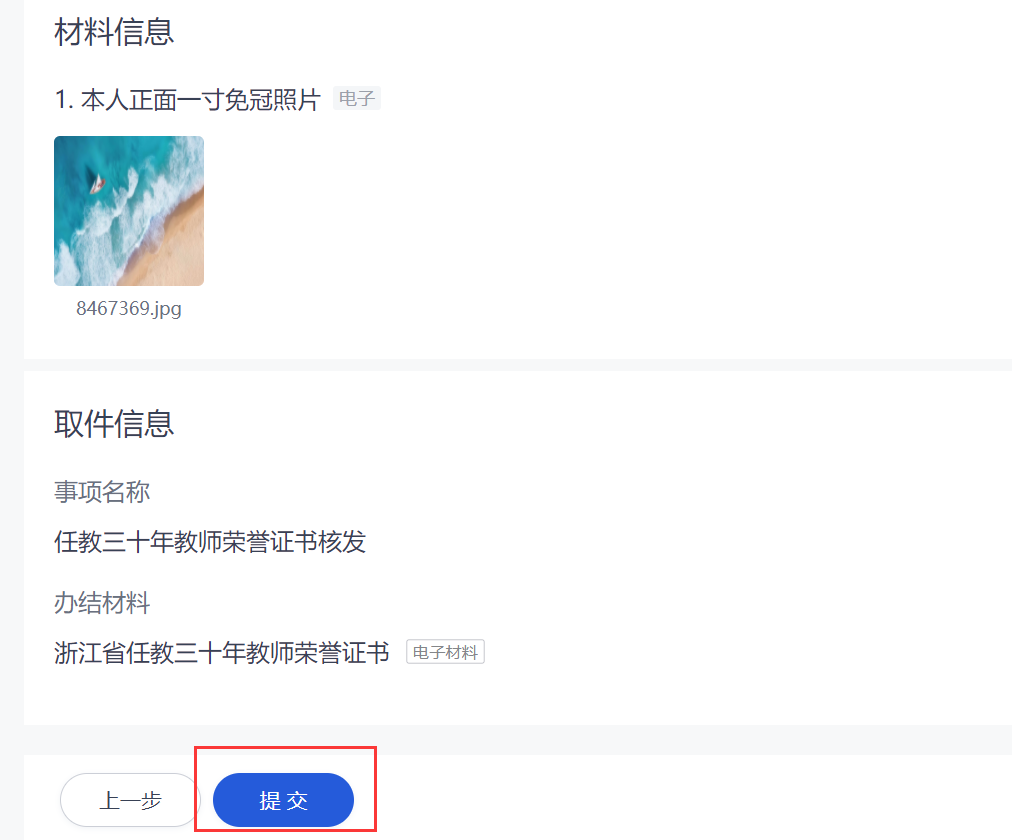 材料信息
1. 本人正面一寸免冠照片 电子
8467369.jpg
取件信息
事项名称
任教三十年教师荣誉证书核发
办结材料
浙江省任教三十年教师荣誉证书 电子材料
上一步 提交